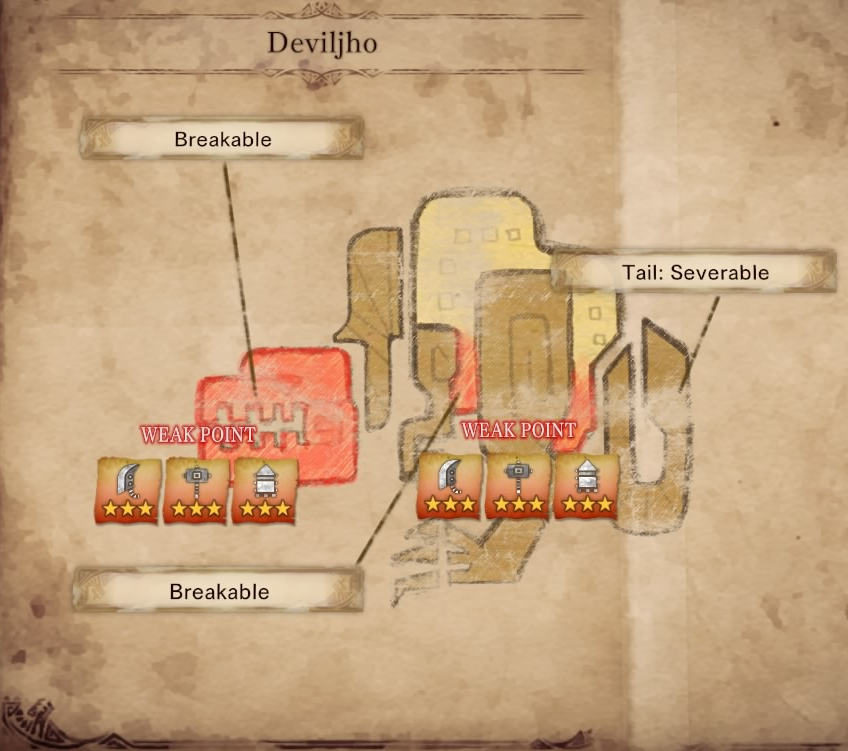 Deviljho
Breakable
Tail: Severable
WEAK POINT
WEAK POINT
Breakable